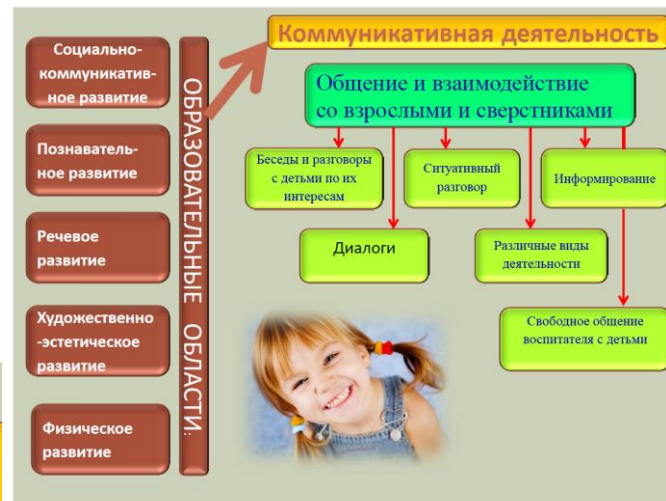 Социально-
коммуникатив-
ное развитие
Познаватель-
ное развитие
Речевое
развитие
Художественно
-эстетическое
развитие
Физическое
развитие
ОБРАЗОВАТЕЛЬНЫЕ ОБЛАСТИ:
Коммуникативная деятельность
Общение и взаимодействие
со взрослыми и сверстниками
Беседы и разговоры
с детьми по их
интересам
Ситуативный
разговор
Информирование
Диалоги
Различные виды
деятельности
Свободное общение
воспитателя с детьми